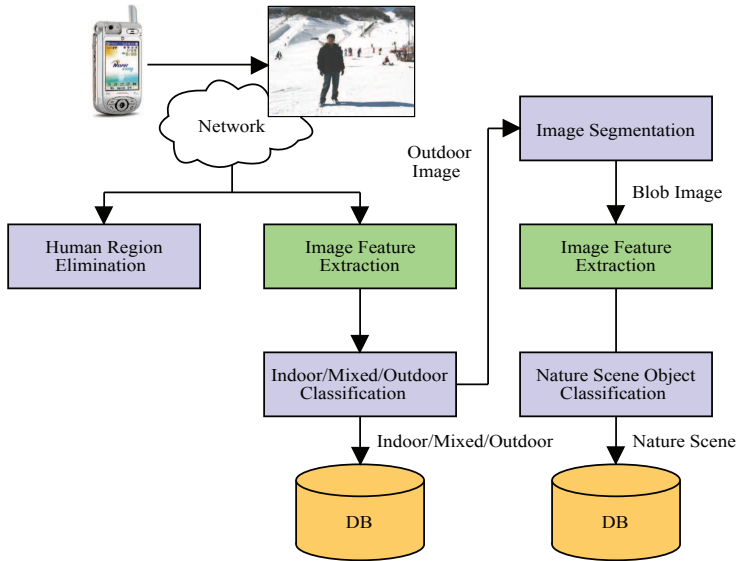 Network
Outdoor
Image
Image Segmentation
Blob Image
Human Region
Elimination
Image Feature
Extraction
Image Feature
Extraction
Indoor/Mixed/Outdoor
Classification
Nature Scene Object
Classification
Indoor/Mixed/Outdoor
Nature Scene
DB
DB